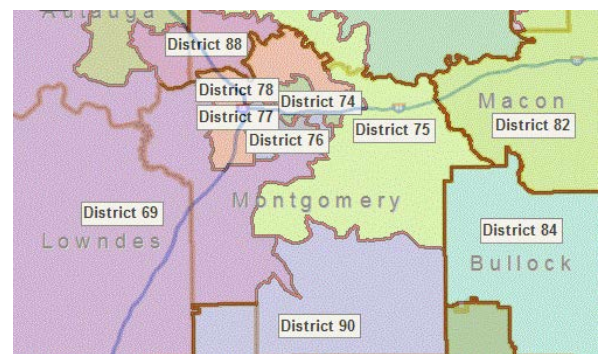 Autauga
District 88
District 78
District 74
Macon
District 77
District 75
District 82
District 76
Montgomery
District 69
District 84
Lowndes
Bullock
District 90